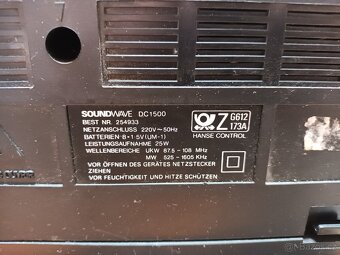 SOUNDWAVE DC1500
BEST NR. 254933
NETZANSCHLUSS 220V ~ 50Hz
BATTERIEN 8×1·5V (UM-1)
LEISTUNGSAUFNAHME 25W
WELLENBEREICHE UKW 87.5 - 108 MHz
MW 525 - 1605 KHz
VOR ÖFFNEN DES GERÄTES NETZSTECKER
ZIEHEN
VOR FEUCHTIGKEIT UND HITZE SCHÜTZEN
Z G612
173A
HANSE CONTROL